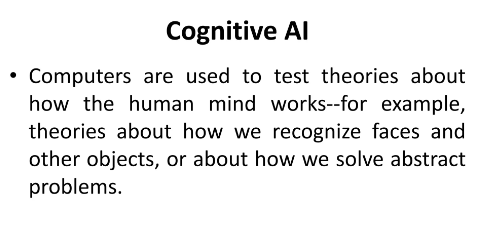 Cognitive AI
• Computers are used to test theories about
how the human mind works--for example,
theories about how we recognize faces and
other objects, or about how we solve abstract
problems.